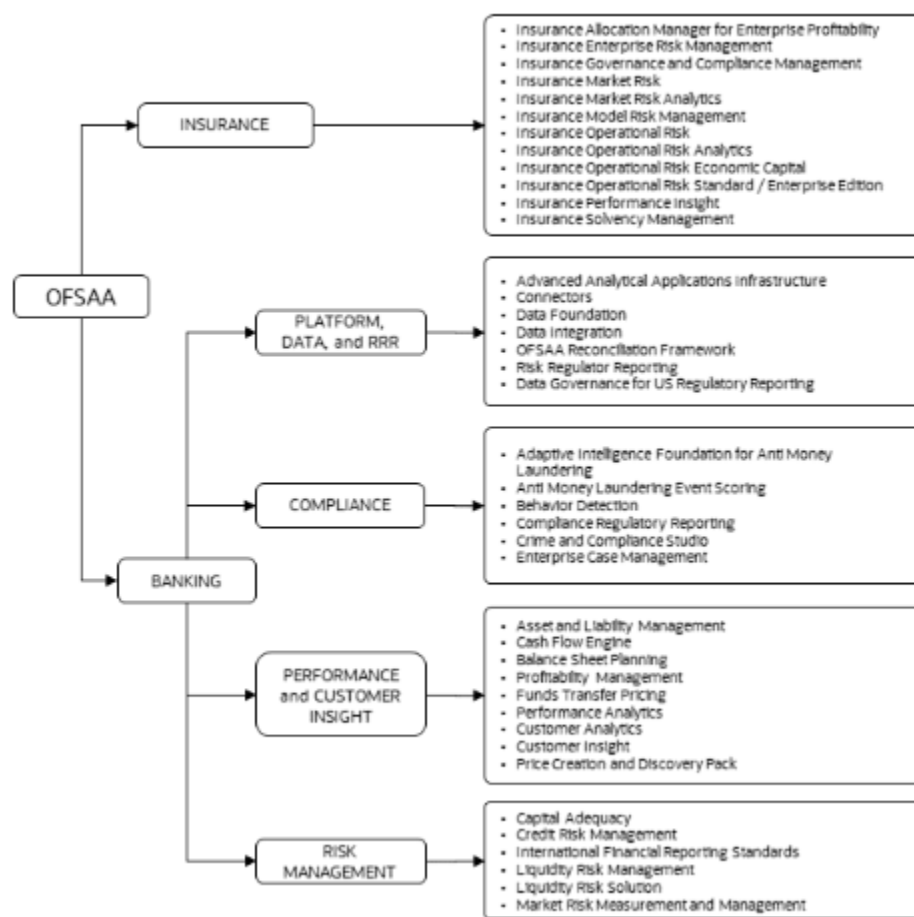 OFSAA
INSURANCE
• Insurance Allocation Manager for Enterprise Profitability
• Insurance Enterprise Risk Management
• Insurance Governance and Compliance Management
• Insurance Market Risk
• Insurance Market Risk Analytics
• Insurance Model Risk Management
• Insurance Operational Risk
• Insurance Operational Risk Analytics
• Insurance Operational Risk Economic Capital
• Insurance Operational Risk Standard / Enterprise Edition
• Insurance Performance Insight
• Insurance Solvency Management
BANKING
PLATFORM,
DATA, and RRR
• Advanced Analytical Applications Infrastructure
• Connectors
• Data Foundation
• Data Integration
• OFSAA Reconciliation Framework
• Risk Regulator Reporting
• Data Governance for US Regulatory Reporting
COMPLIANCE
• Adaptive Intelligence Foundation for Anti Money
Laundering
• Anti Money Laundering Event Scoring
• Behavior Detection
• Compliance Regulatory Reporting
• Crime and Compliance Studio
• Enterprise Case Management
PERFORMANCE
and CUSTOMER
INSIGHT
• Asset and Liability Management
• Cash Flow Engine
• Balance Sheet Planning
• Profitability Management
• Funds Transfer Pricing
• Performance Analytics
• Customer Analytics
• Customer Insight
• Price Creation and Discovery Pack
RISK
MANAGEMENT
• Capital Adequacy
• Credit Risk Management
• International Financial Reporting Standards
• Liquidity Risk Management
• Liquidity Risk Solution
• Market Risk Measurement and Management